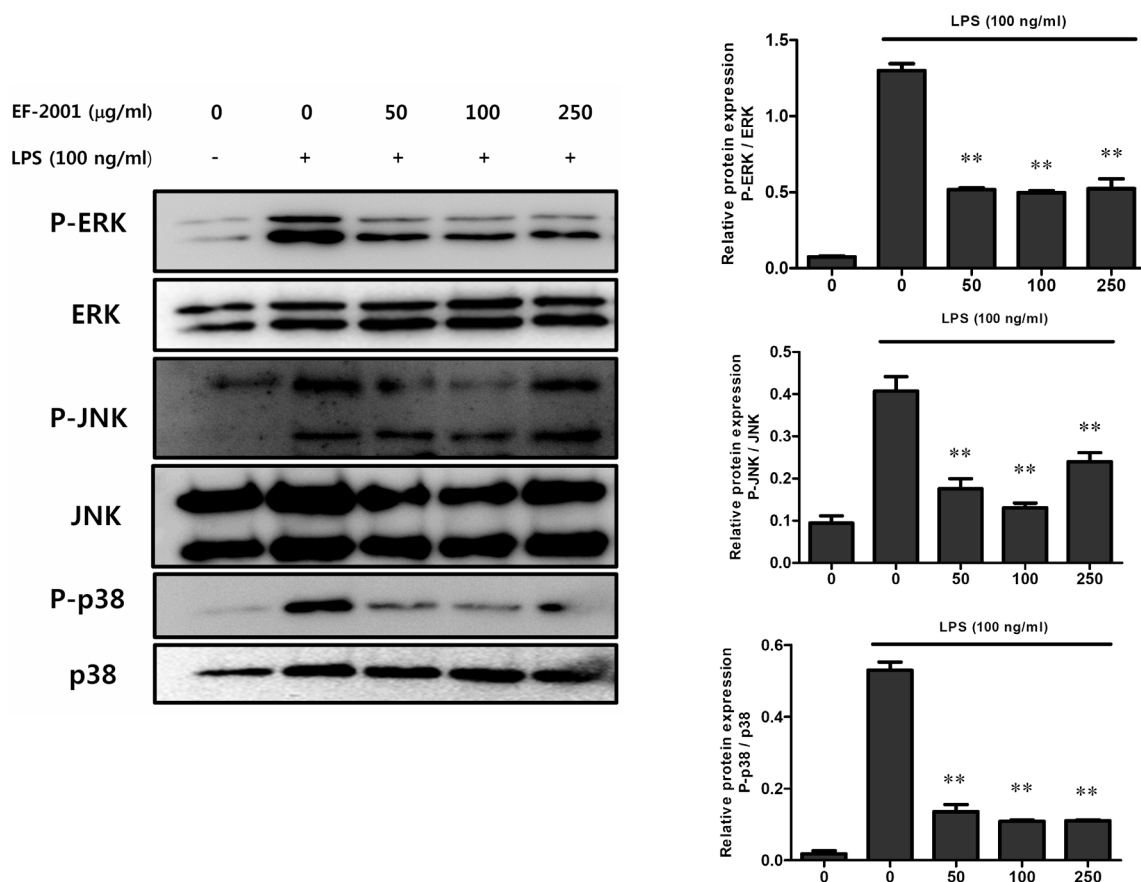 EF-2001 (μg/ml) 0 0 50 100 250
LPS (100 ng/ml) - + + + +
P-ERK
ERK
P-JNK
JNK
P-p38
p38
LPS (100 ng/ml)
Relative protein expression
P-ERK / ERK
1.5
1.0
0.5
0.0
** ** **
0 0 50 100 250
LPS (100 ng/ml)
Relative protein expression
P-JNK / JNK
0.5
0.4
0.3
0.2
0.1
0.0
** ** **
0 0 50 100 250
LPS (100 ng/ml)
Relative protein expression
P-p38 / p38
0.6
0.4
0.2
0.0
** ** **
0 0 50 100 250